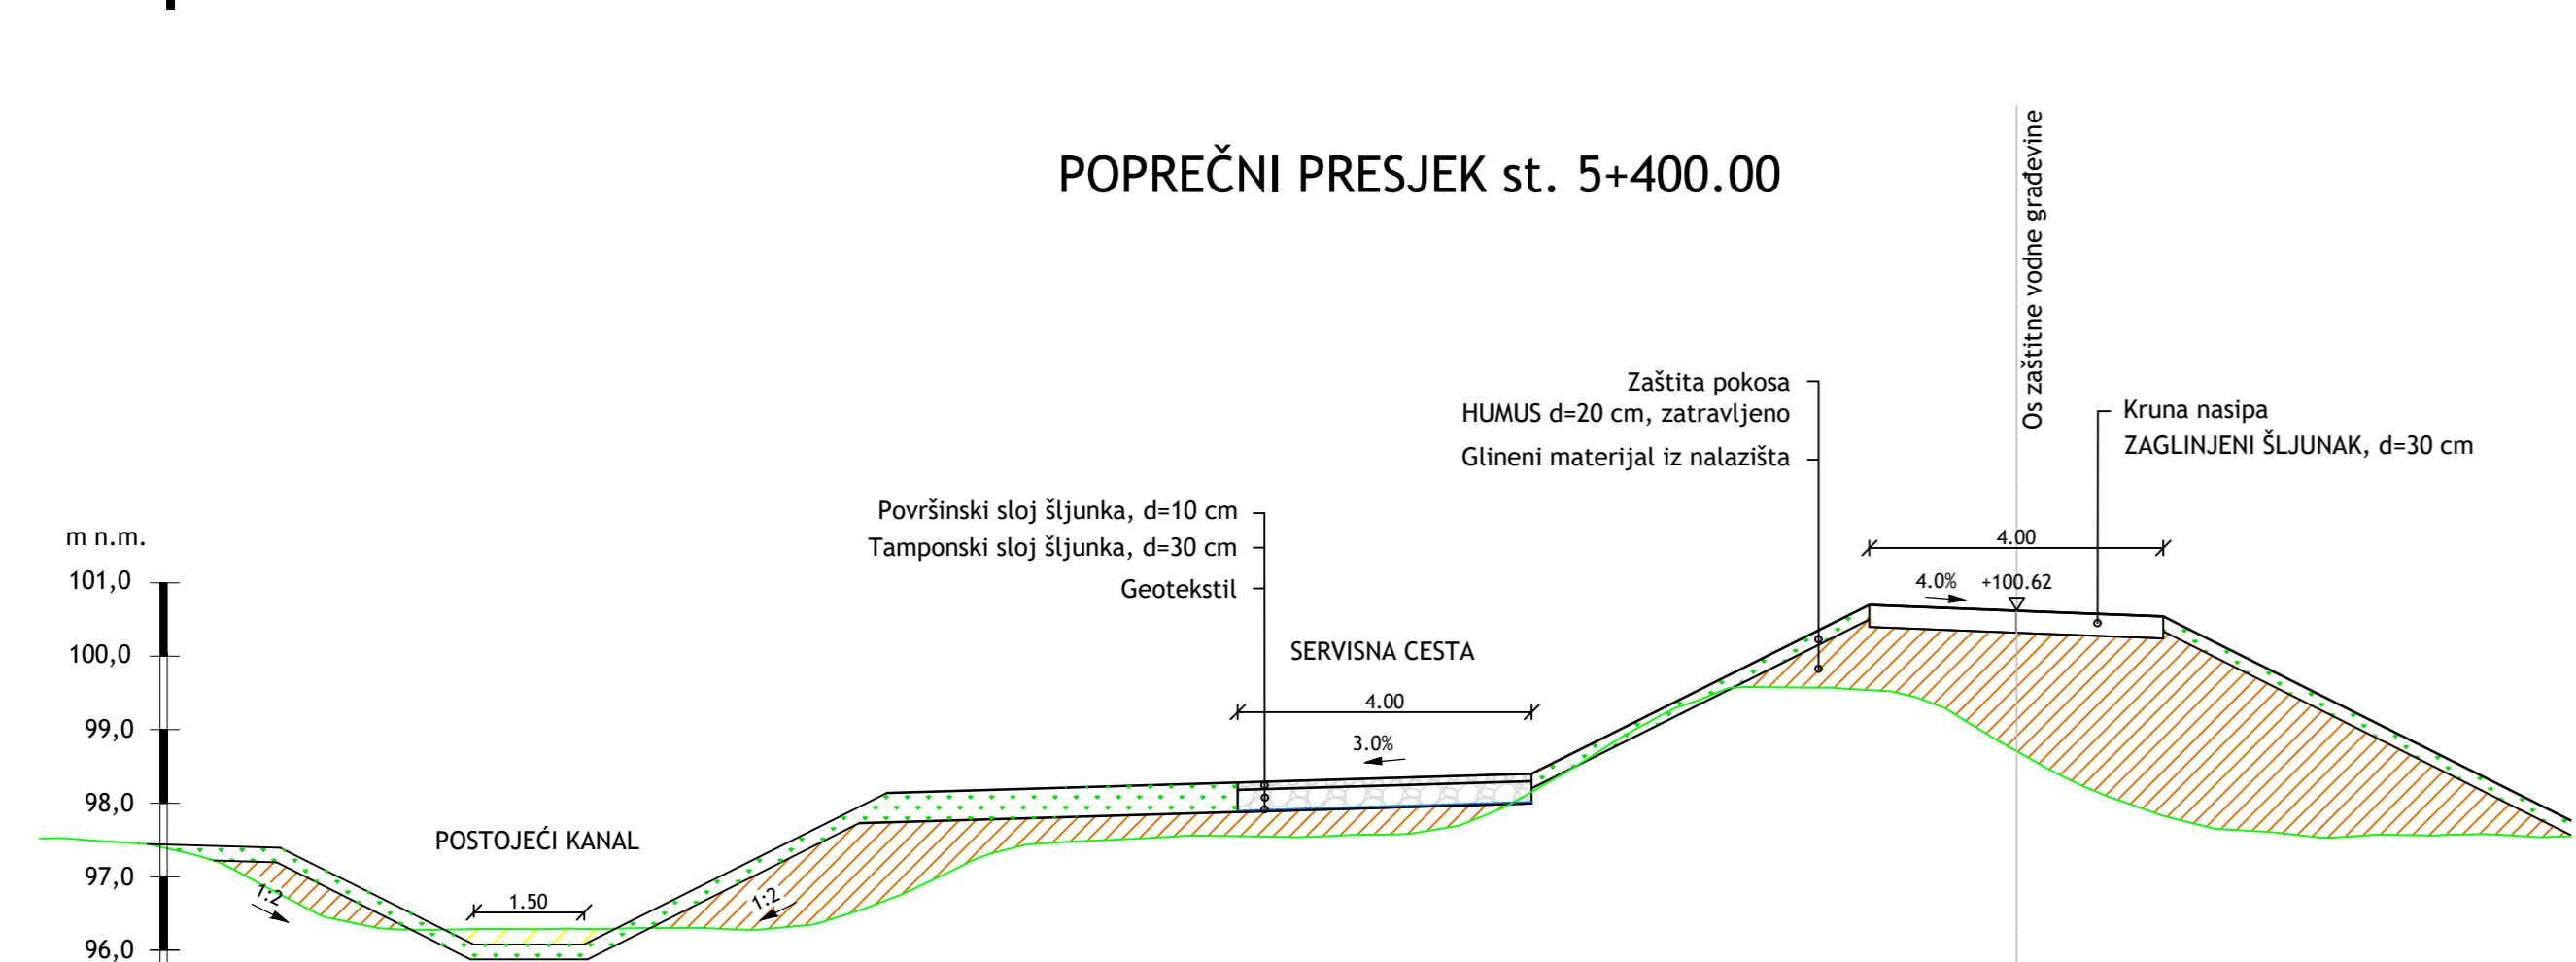 POPREČNI PRESJEK st. 5+400.00
Os zaštitne vodne građevine
Zaštita pokosa
HUMUS d=20 cm, zatravljeno
Glineni materijal iz nalazišta
Kruna nasipa
ZAGLINJENI ŠLJUNAK, d=30 cm
Površinski sloj šljunka, d=10 cm
Tamponski sloj šljunka, d=30 cm
Geotekstil
m n.m.
101,0
100,0
99,0
98,0
97,0
96,0
4.00
4.0%
+100.62
SERVISNA CESTA
4.00
3.0%
POSTOJEĆI KANAL
1:2
1.50
1:2